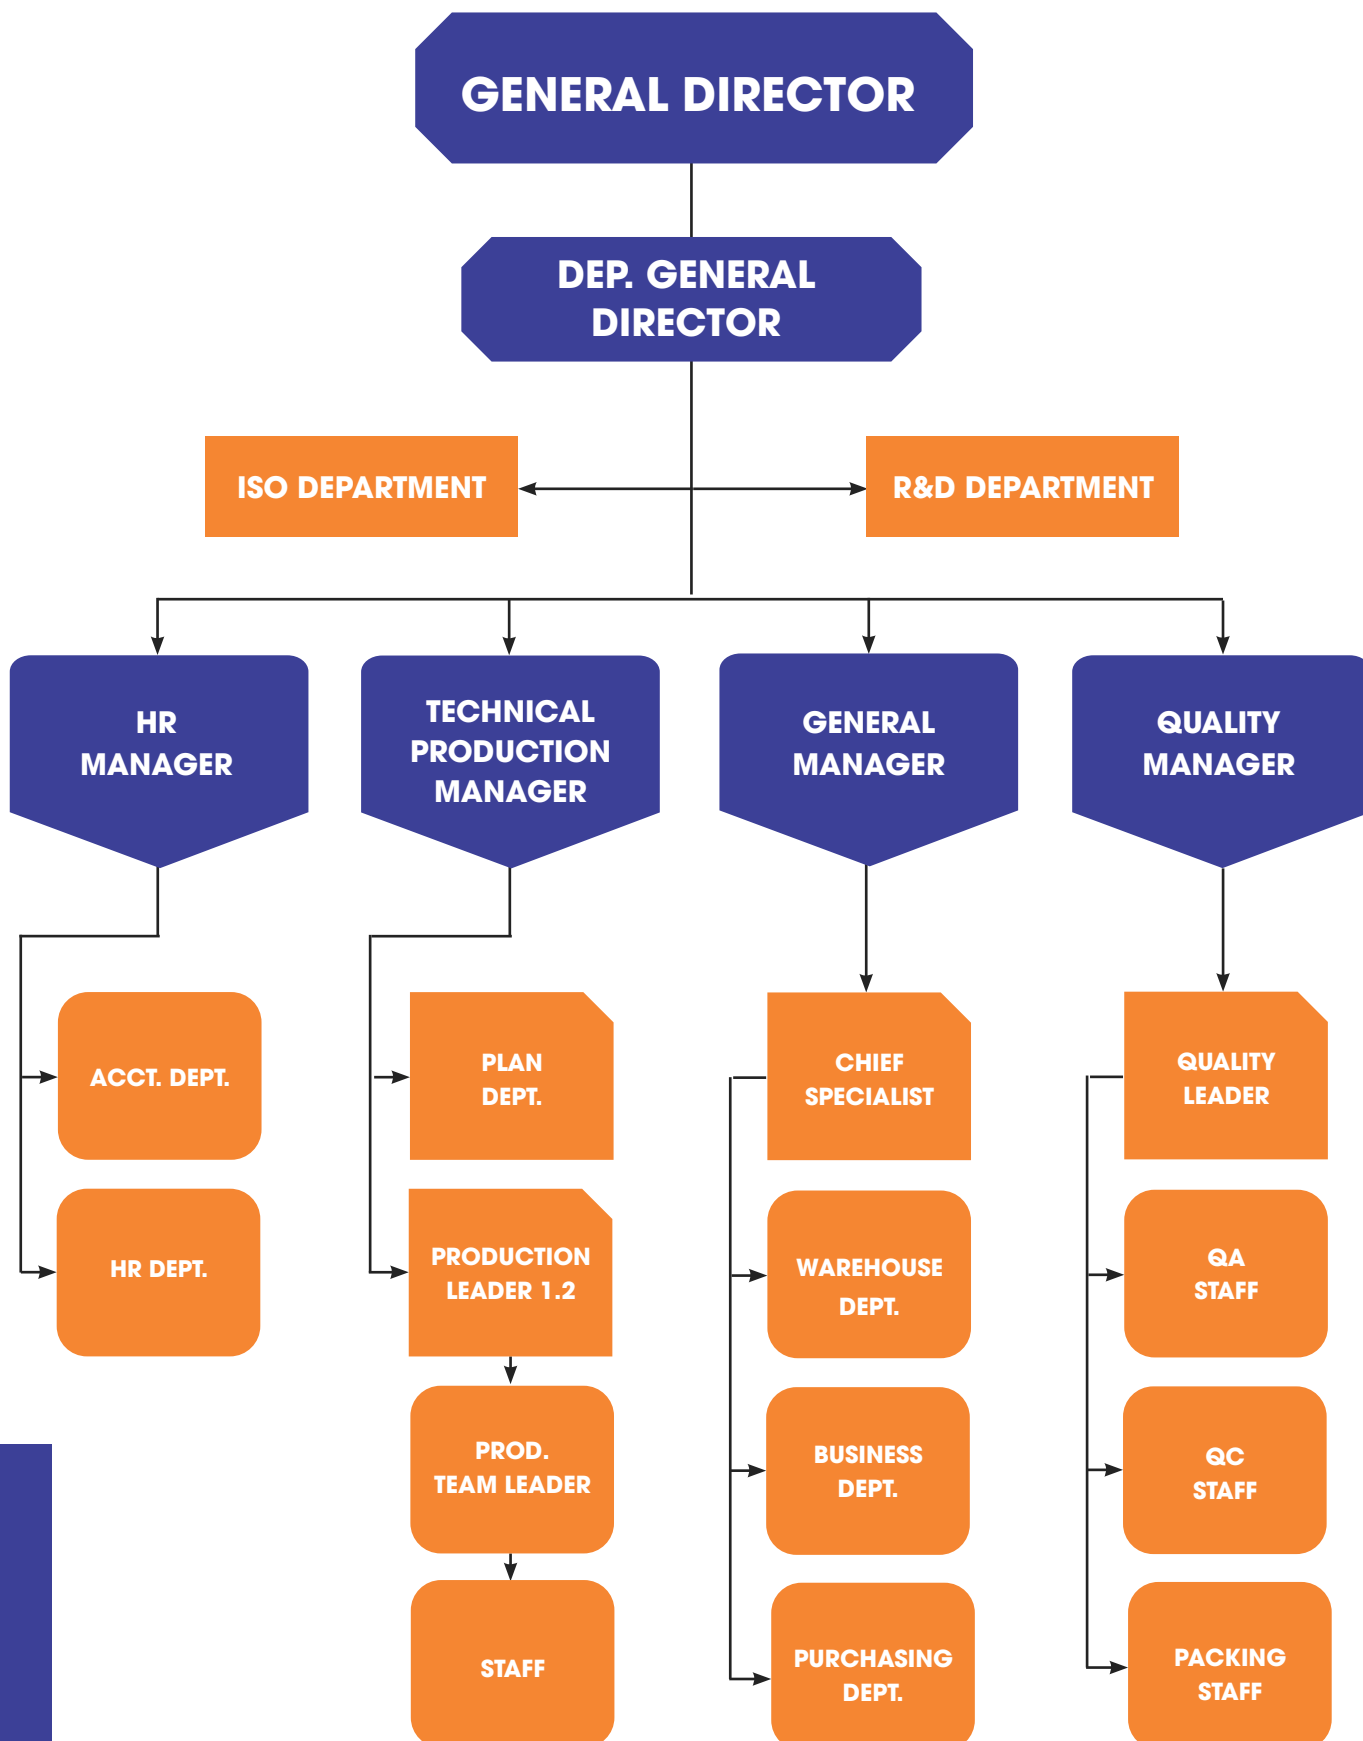 GENERAL DIRECTOR
DEP. GENERAL
DIRECTOR
ISO DEPARTMENT
R&D DEPARTMENT
HR
MANAGER
TECHNICAL
PRODUCTION
MANAGER
GENERAL
MANAGER
QUALITY
MANAGER
ACCT. DEPT.
PLAN
DEPT.
CHIEF
SPECIALIST
QUALITY
LEADER
HR DEPT.
PRODUCTION
LEADER 1.2
WAREHOUSE
DEPT.
QA
STAFF
PROD.
TEAM LEADER
BUSINESS
DEPT.
QC
STAFF
STAFF
PURCHASING
DEPT.
PACKING
STAFF